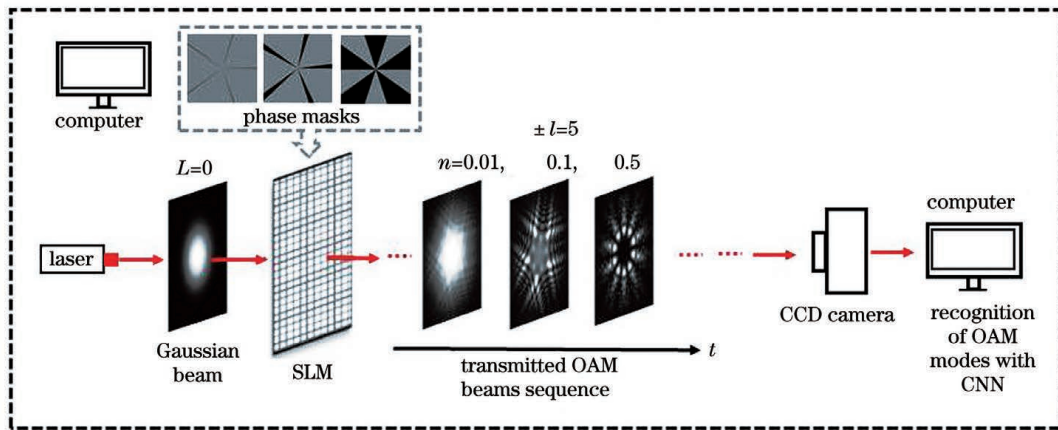 computer
phase masks
± l=5
L=0
n=0.01, 0.1, 0.5
laser
Gaussian
beam
SLM
transmitted OAM
beams sequence
t
CCD camera
computer
recognition
of OAM
modes with
CNN